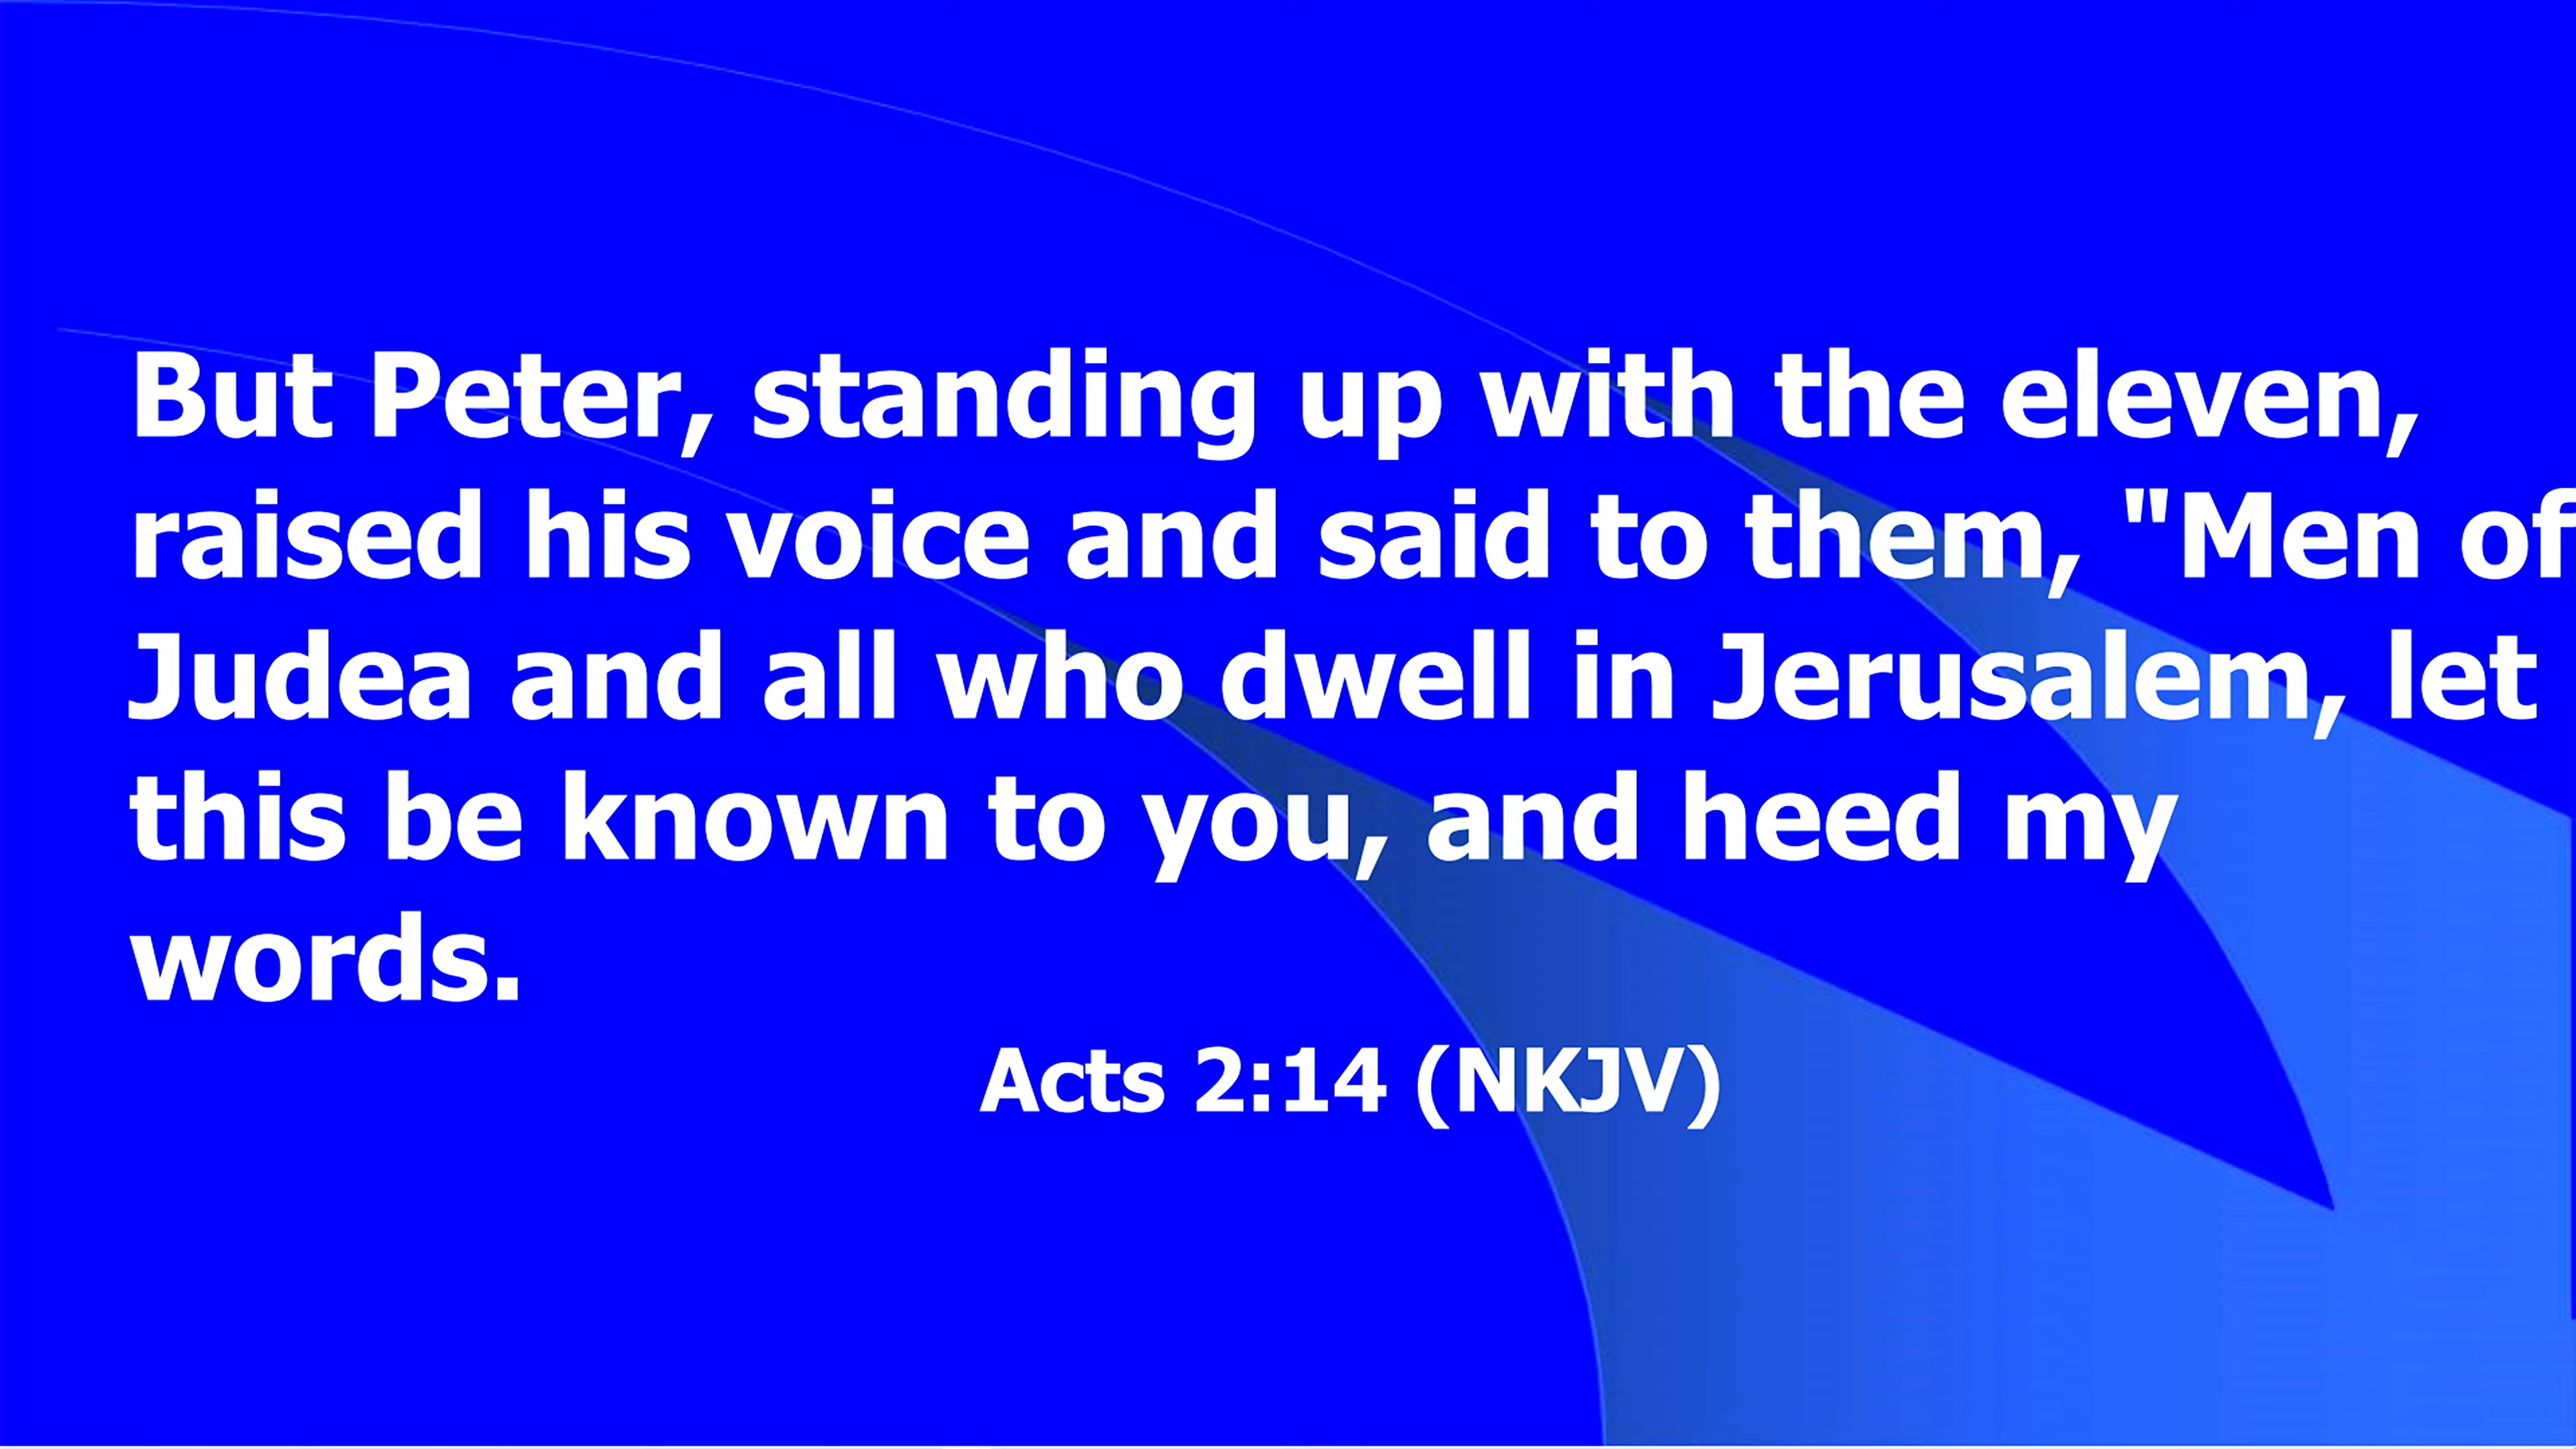 But Peter, standing up with the eleven,
raised his voice and said to them, "Men of
Judea and all who dwell in Jerusalem, let
this be known to you, and heed my
words.
Acts 2:14 (NKJV)